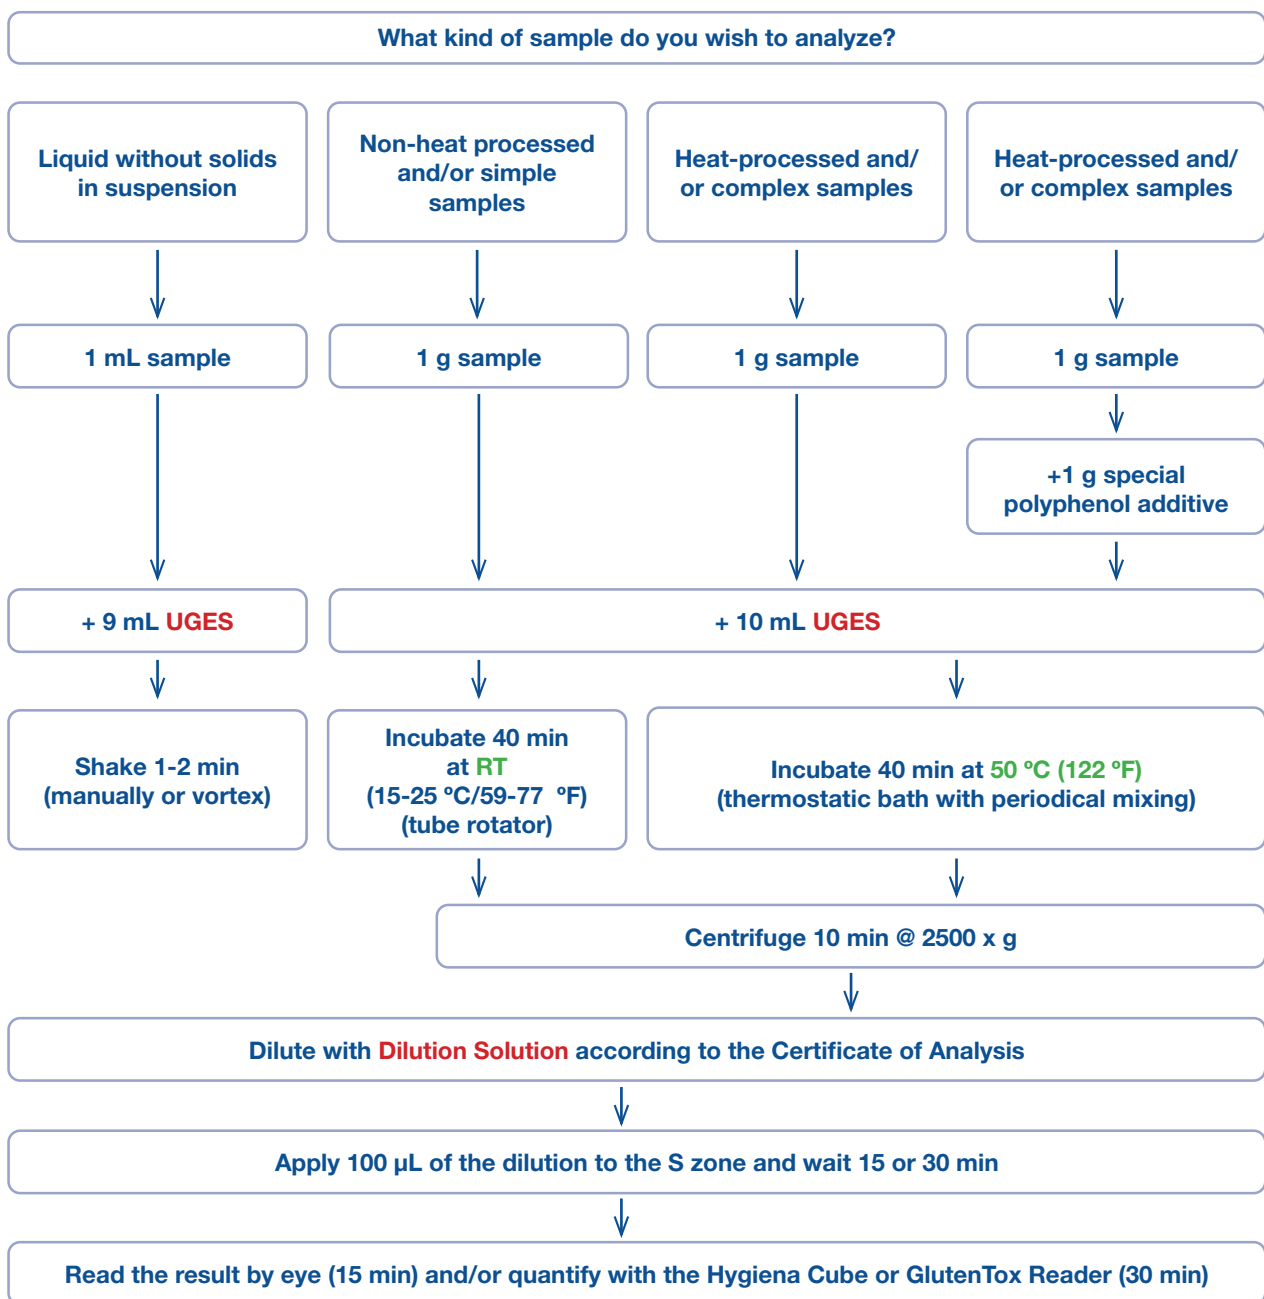 What kind of sample do you wish to analyze?
Liquid without solids
in suspension
Non-heat processed
and/or simple
samples
Heat-processed and/
or complex samples
Heat-processed and/
or complex samples
1 mL sample
1 g sample
1 g sample
1 g sample
+1 g special
polyphenol additive
+ 9 mL UGES
+ 10 mL UGES
Shake 1-2 min
(manually or vortex)
Incubate 40 min
at RT
(15-25 ºC/59-77 ºF)
(tube rotator)
Incubate 40 min at 50 ºC (122 ºF)
(thermostatic bath with periodical mixing)
Centrifuge 10 min @ 2500 x g
Dilute with Dilution Solution according to the Certificate of Analysis
Apply 100 µL of the dilution to the S zone and wait 15 or 30 min
Read the result by eye (15 min) and/or quantify with the Hygiena Cube or GlutenTox Reader (30 min)